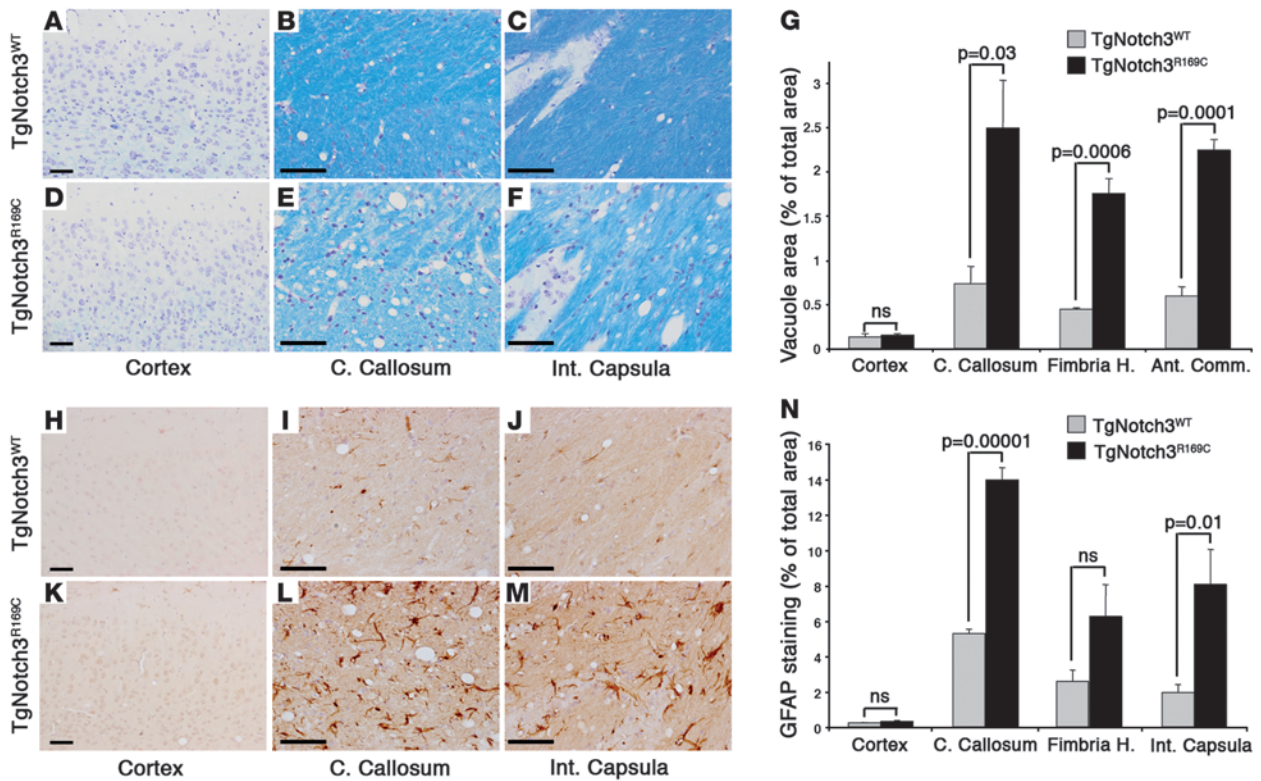 A
B
C
TgNotch3WT
D
E
F
TgNotch3R169C
Cortex
C. Callosum
Int. Capsula
G
TgNotch3WT
TgNotch3R169C
Vacuole area (% of total area)
3
2.5
2
1.5
1
0.5
0
ns
p=0.03
p=0.0006
p=0.0001
Cortex
C. Callosum
Fimbria H.
Ant. Comm.
H
I
J
TgNotch3WT
K
L
M
TgNotch3R169C
Cortex
C. Callosum
Int. Capsula
N
TgNotch3WT
TgNotch3R169C
GFAP staining (% of total area)
16
14
12
10
8
6
4
2
0
ns
p=0.00001
ns
p=0.01
Cortex
C. Callosum
Fimbria H.
Int. Capsula